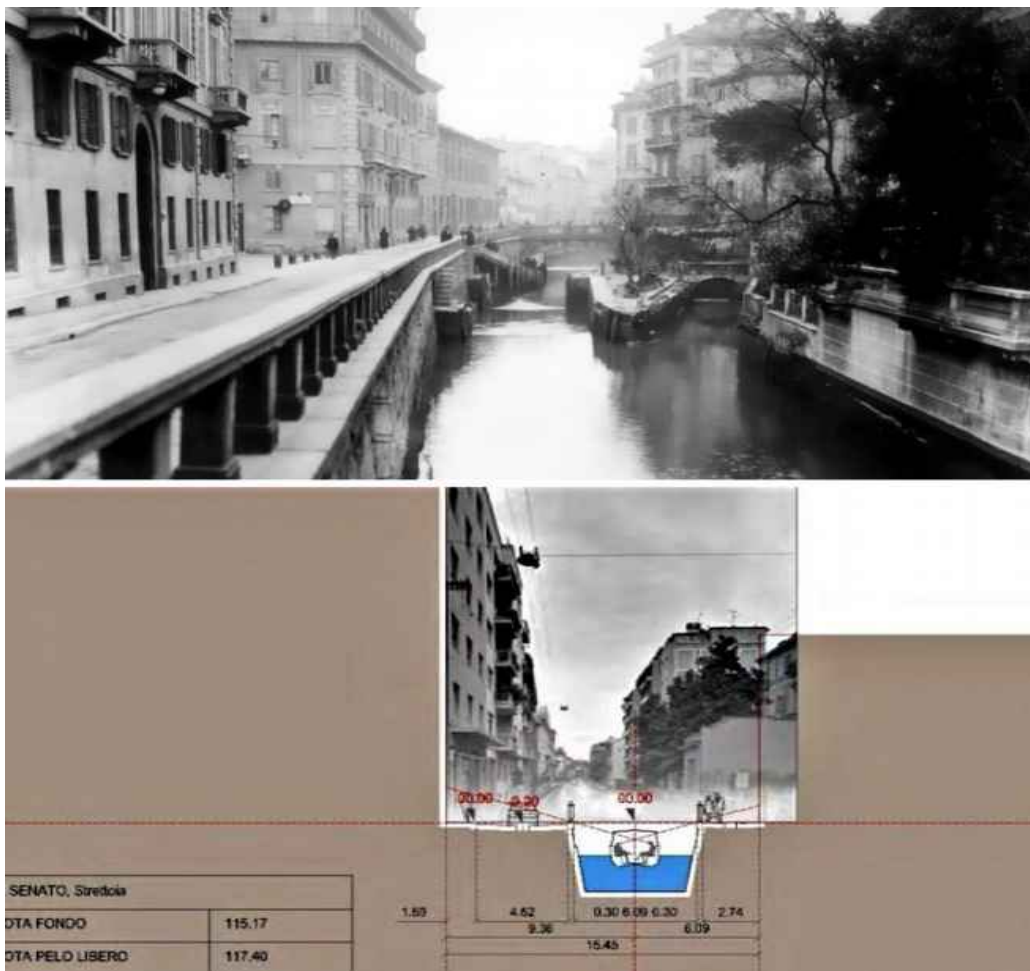 00.00 0.20 00.00
SENATO, Strettoia
OTA FONDO 115.17
OTA PELO LIBERO 117.40
1.59 4.62 0.30 6.09 0.30 2.74
9.36 6.09
15.45